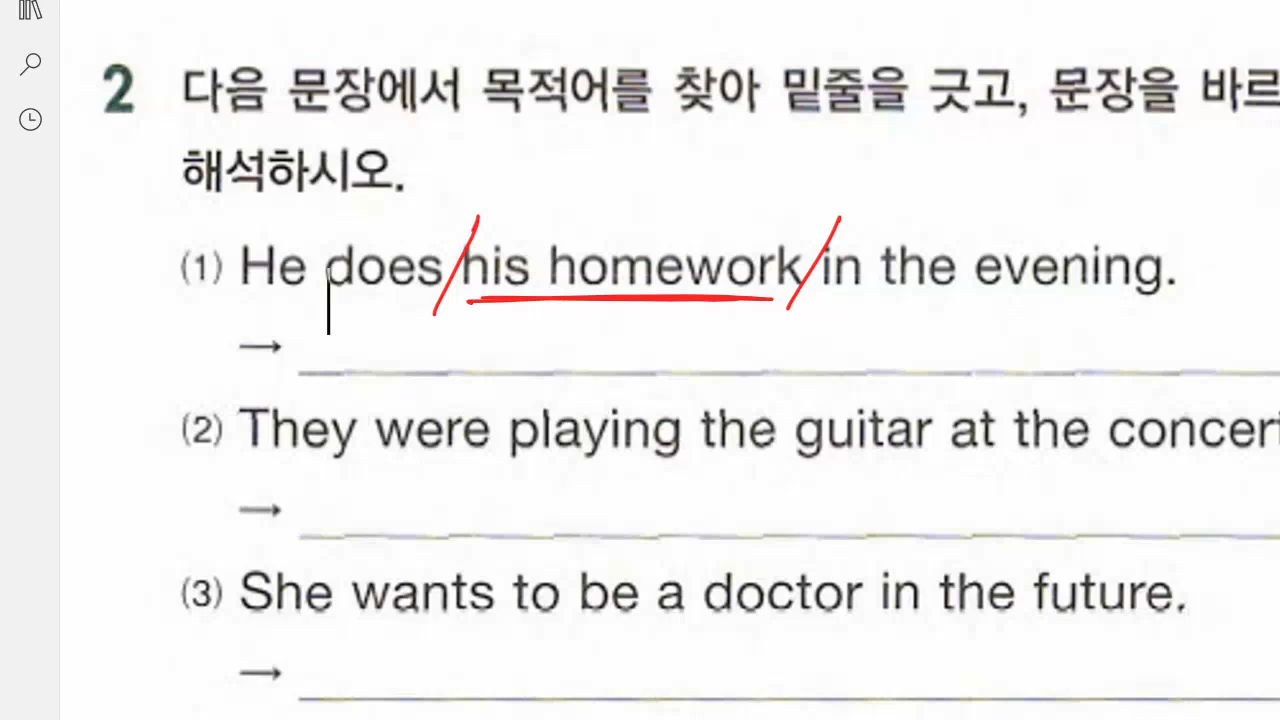 2 다음 문장에서 목적어를 찾아 밑줄을 긋고, 문장을 바르
해석하시오.
(1) He does his homework in the evening.
→
(2) They were playing the guitar at the concert
→
(3) She wants to be a doctor in the future.
→